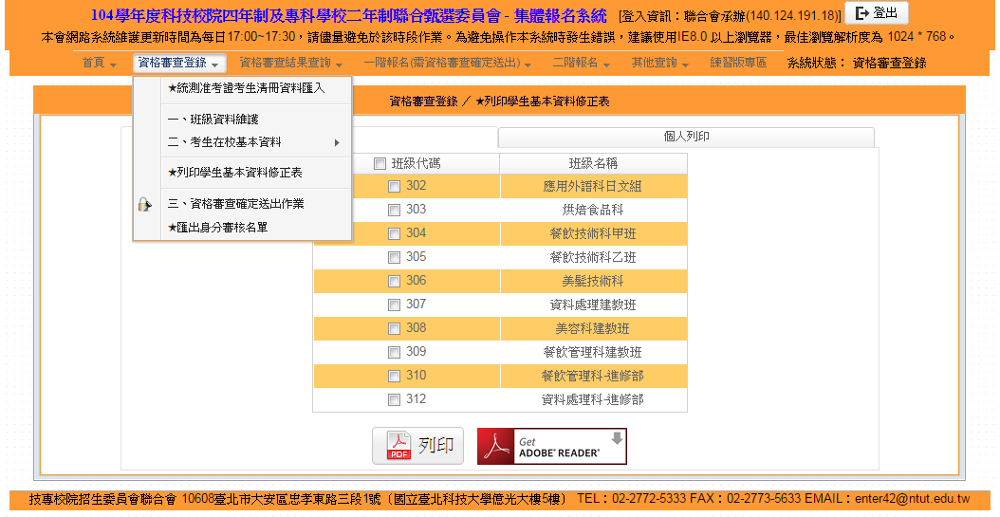 104學年度科技校院四年制及專科學校二年制聯合甄選委員會 - 集體報名系統 [登入資訊：聯合會承辦(140.124.191.18)] 登出
本會網路系統維護更新時間為每日17:00~17:30，請儘量避免於該時段作業。為避免操作本系統時發生錯誤，建議使用IE8.0 以上瀏覽器，最佳瀏覽解析度為 1024 * 768。
首頁 資格審查登錄 資格審查結果查詢 一階報名(需資格審查確定送出) 二階報名 其他查詢 練習版專區 系統狀態： 資格審查登錄
★統測准考證考生清冊資料匯入
一、班級資料維護
二、考生在校基本資料
★列印學生基本資料修正表
三、資格審查確定送出作業
★匯出身分審核名單
資格審查登錄 ／ ★列印學生基本資料修正表
個人列印
班級代碼 班級名稱
302 應用外語科日文組
303 烘焙食品科
304 餐飲技術科甲班
305 餐飲技術科乙班
306 美髮技術科
307 資料處理建教班
308 美容科建教班
309 餐飲管理科建教班
310 餐飲管理科-進修部
312 資料處理科-進修部
PDF 列印
Get
ADOBE® READER®
技專校院招生委員會聯合會 10608臺北市大安區忠孝東路三段1號〔國立臺北科技大學億光大樓5樓〕 TEL：02-2772-5333 FAX：02-2773-5633 EMAIL：enter42@ntut.edu.tw